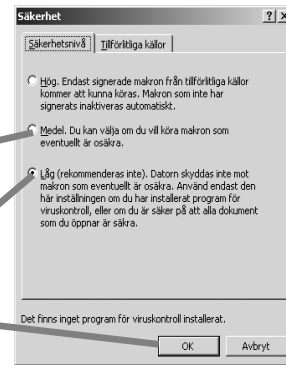 Säkerhet
Säkerhetsnivå Tillförlitliga källor
Hög. Endast signerade makron från tillförlitliga källor
kommer att kunna köras. Makron som inte har
signerats inaktiveras automatiskt.
Medel. Du kan välja om du vill köra makron som
eventuellt är osäkra.
Låg (rekommenderas inte). Datorn skyddas inte mot
makron som eventuellt är osäkra. Använd endast den
här inställningen om du har installerat program för
viruskontroll, eller om du är säker på att alla dokument
som du öppnar är säkra.
Det finns inget program för viruskontroll installerat.
OK Avbryt